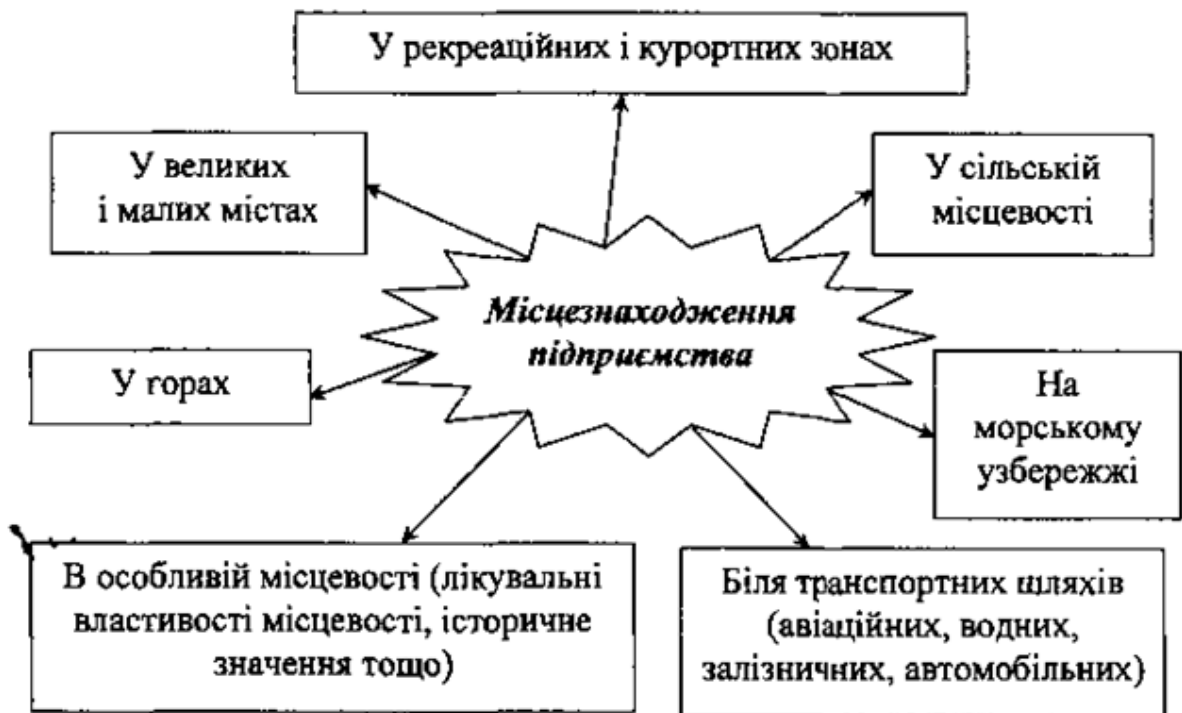 У рекреаційних і курортних зонах
У великих
і малих містах
У сільській
місцевості
Місцезнаходження
підприємства
У горах
На
морському
узбережжі
В особливій місцевості (лікувальні
властивості місцевості, історичне
значення тощо)
Біля транспортних шляхів
(авіаційних, водних,
залізничних, автомобільних)